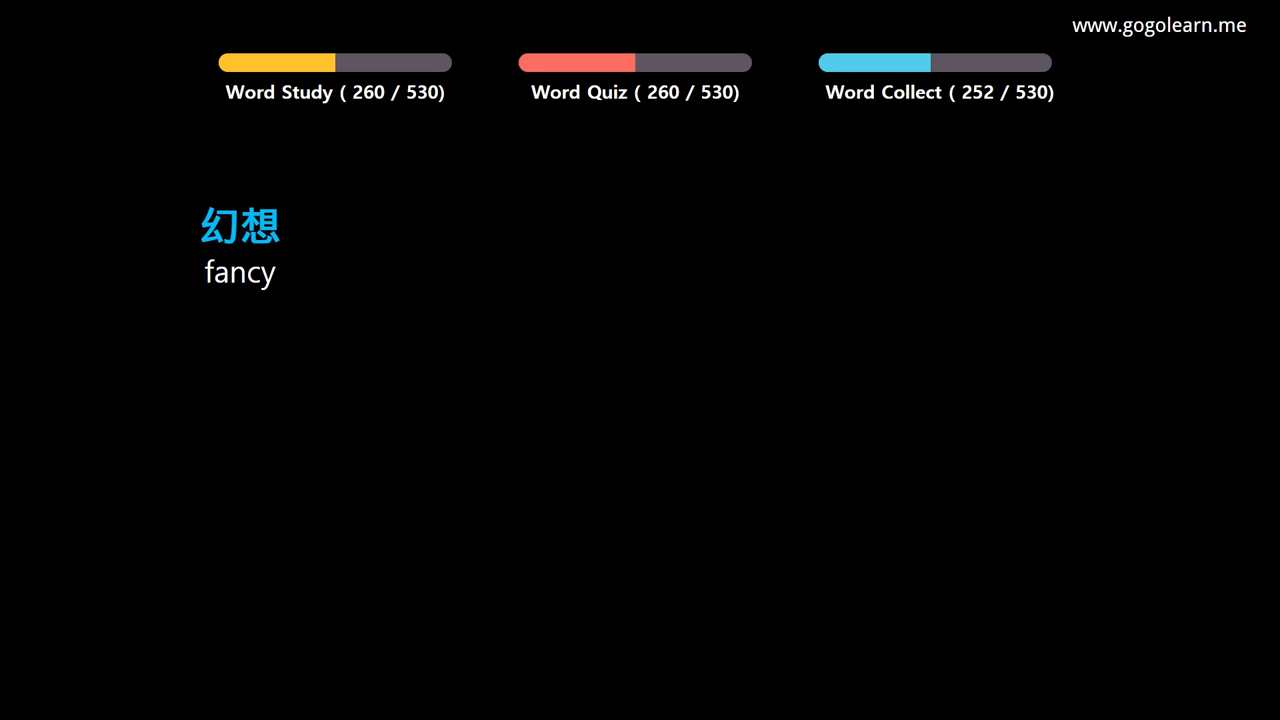 www.gogolearn.me
Word Study ( 260 / 530)
Word Quiz ( 260 / 530)
Word Collect ( 252 / 530)
幻想
fancy